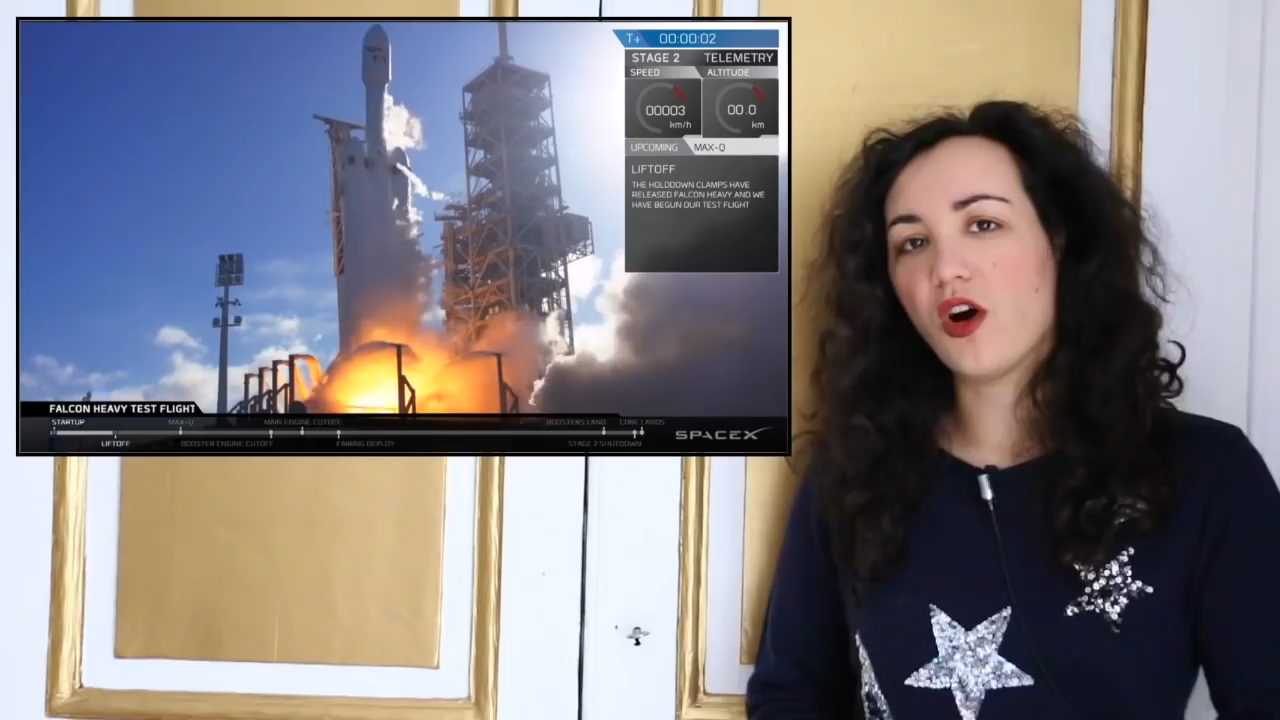 T+ 00:00:02
STAGE 2 TELEMETRY
SPEED ALTITUDE
00003 00.0
km/h km
UPCOMING MAX-Q
LIFTOFF
THE HOLDDOWN CLAMPS HAVE
RELEASED FALCON HEAVY AND WE
HAVE BEGUN OUR TEST FLIGHT
FALCON HEAVY TEST FLIGHT
STARTUP MAX-Q MAIN ENGINE CUTOFF BOOSTERS LAND CORE LANDS
LIFTOFF BOOSTER ENGINE CUTOFF FAIRING DEPLOY STAGE 2 SHUTDOWN
SPACEX